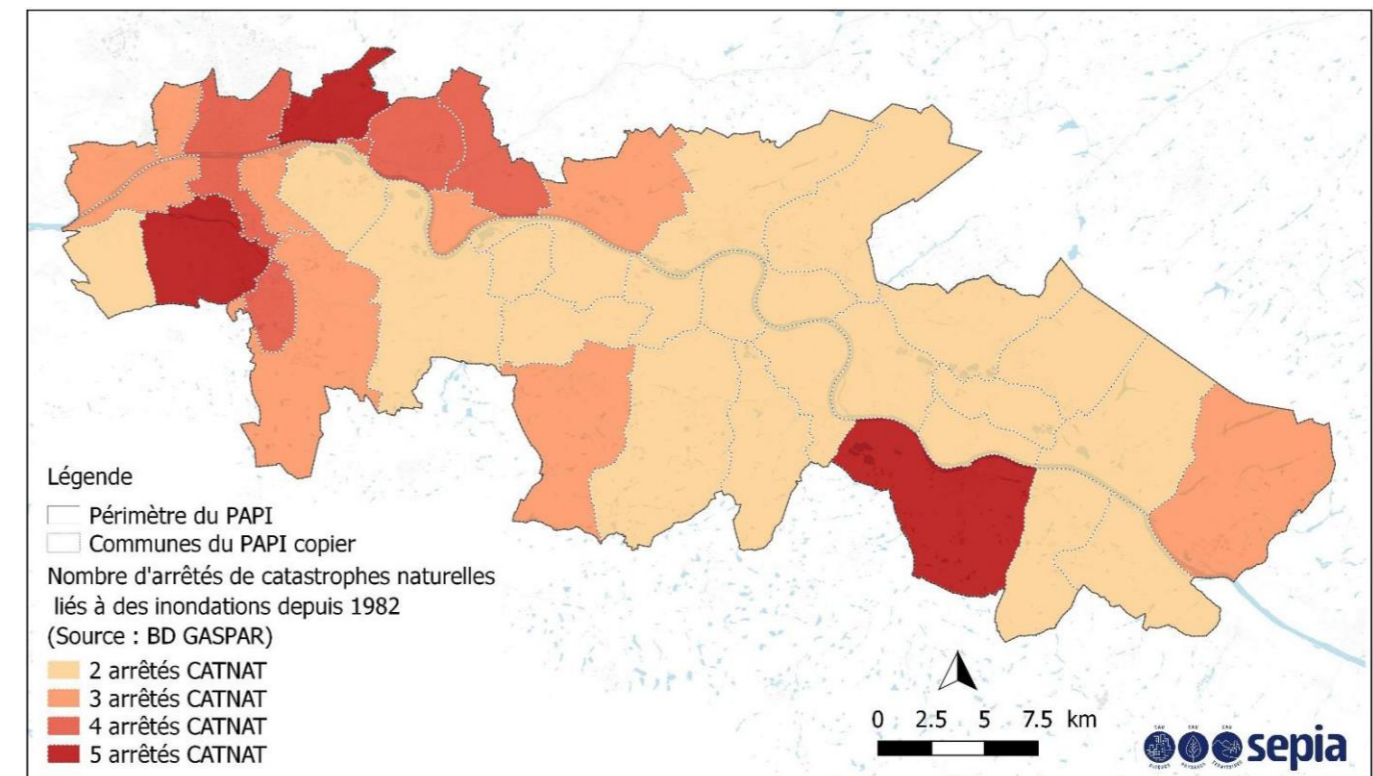 Légende
Périmètre du PAPI
Communes du PAPI copier
Nombre d'arrêtés de catastrophes naturelles
liés à des inondations depuis 1982
(Source : BD GASPAR)
2 arrêtés CATNAT
3 arrêtés CATNAT
4 arrêtés CATNAT
5 arrêtés CATNAT
0 2.5 5 7.5 km
sepia